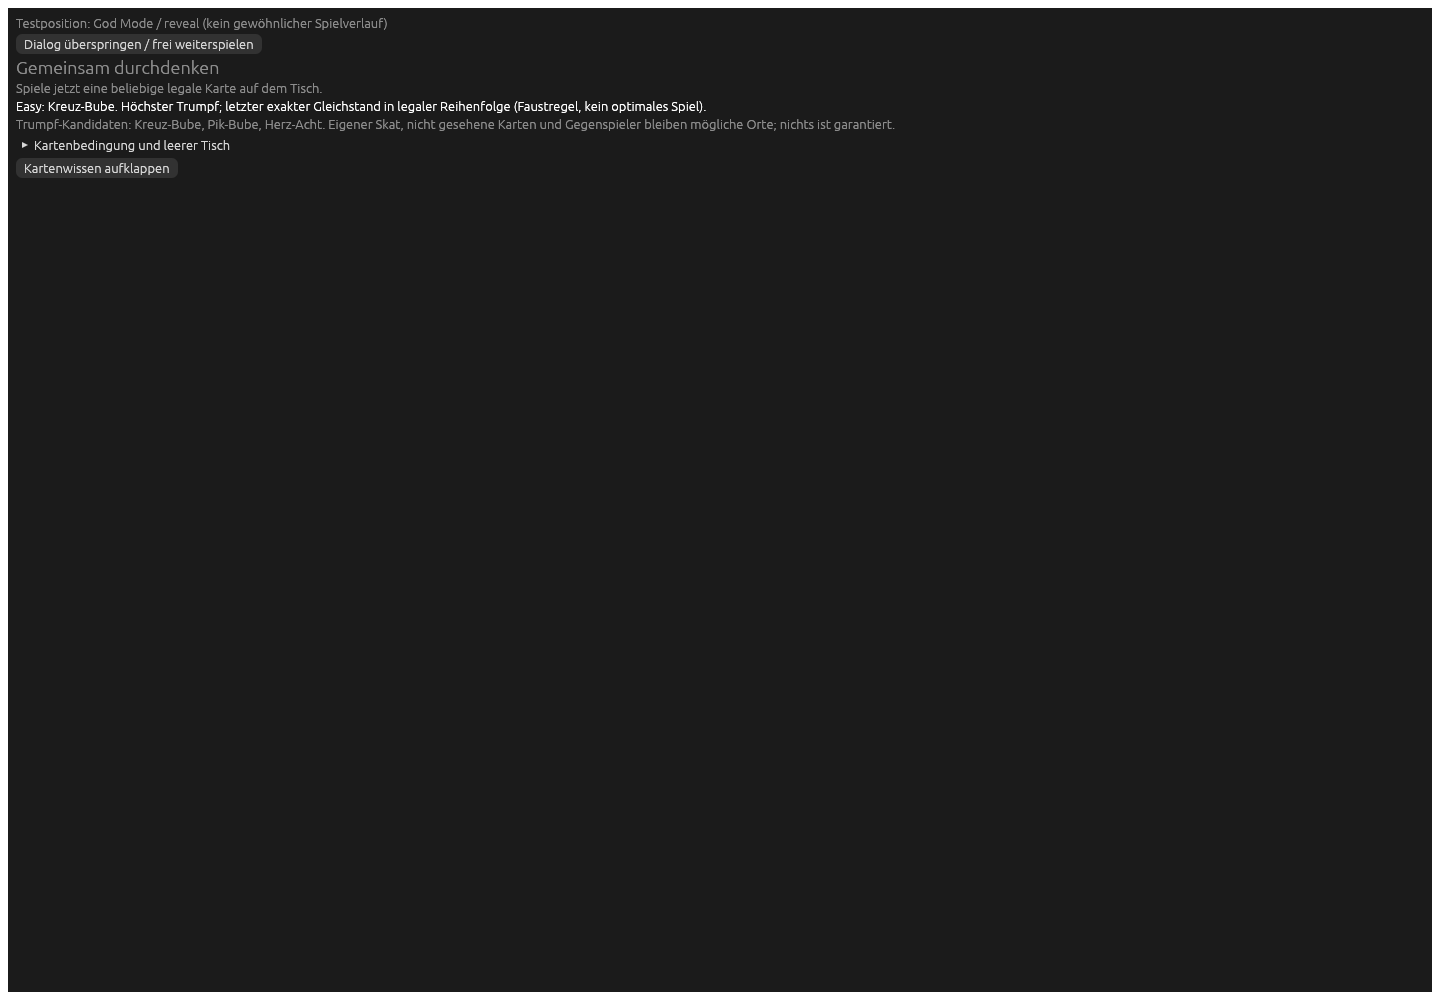 Testposition: God Mode / reveal (kein gewöhnlicher Spielverlauf)
Dialog überspringen / frei weiterspielen
Gemeinsam durchdenken
Spiele jetzt eine beliebige legale Karte auf dem Tisch.
Easy: Kreuz-Bube. Höchster Trumpf; letzter exakter Gleichstand in legaler Reihenfolge (Faustregel, kein optimales Spiel).
Trumpf-Kandidaten: Kreuz-Bube, Pik-Bube, Herz-Acht. Eigener Skat, nicht gesehene Karten und Gegenspieler bleiben mögliche Orte; nichts ist garantiert.
Kartenbedingung und leerer Tisch
Kartenwissen aufklappen